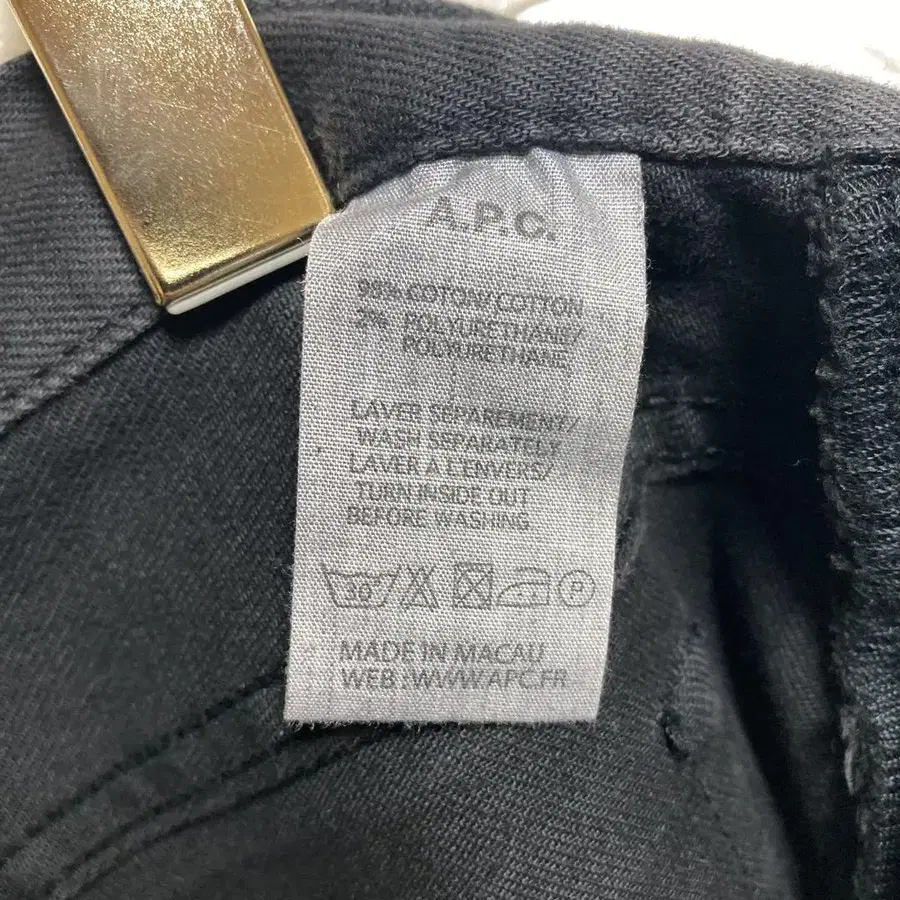 A.P.C.
98% COTON/COTTON
2% POLYURETHANE/
POLYURETHANE
LAVER SEPAREMENT/
WASH SEPARATELY
LAVER A L'ENVERS/
TURN INSIDE OUT
BEFORE WASHING
30
P
MADE IN MACAU
WEB : WWW.APC.FR